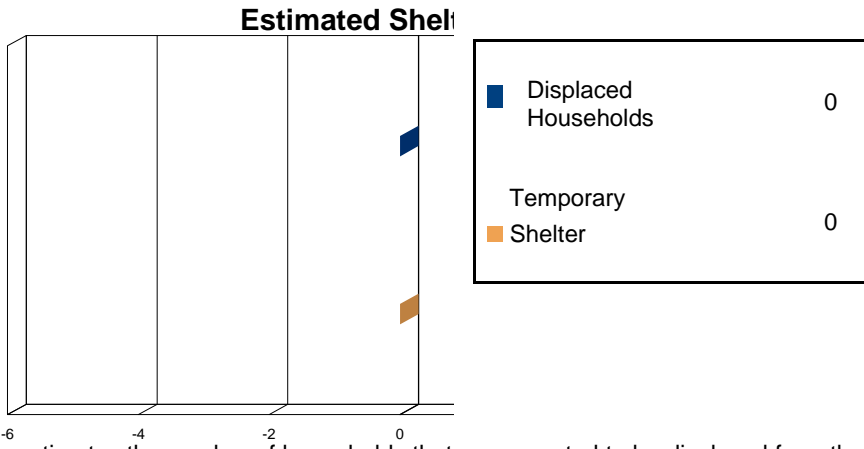 Estimated Shelt
Displaced
Households
0
Temporary
Shelter
0
-6 -4 -2 0